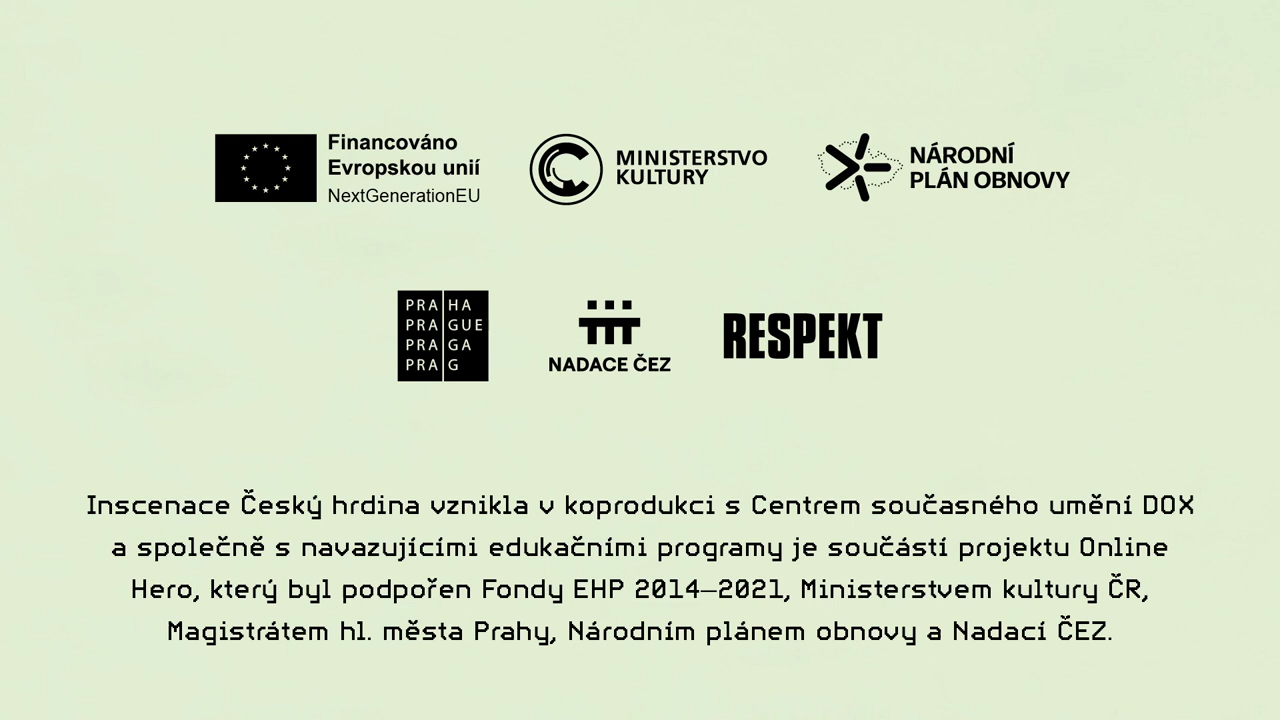 Financováno
Evropskou unií
NextGenerationEU
MINISTERSTVO
KULTURY
NÁRODNÍ
PLÁN OBNOVY
PRA HA
PRA GUE
PRA GA
PRA G
NADACE ČEZ
RESPEKT
Inscenace Český hrdina vznikla v koprodukci s Centrem současného umění DOX
a společně s navazujícími edukačními programy je součástí projektu Online
Hero, který byl podpořen Fondy EHP 2014–2021, Ministerstvem kultury ČR,
Magistrátem hl. města Prahy, Národním plánem obnovy a Nadací ČEZ.